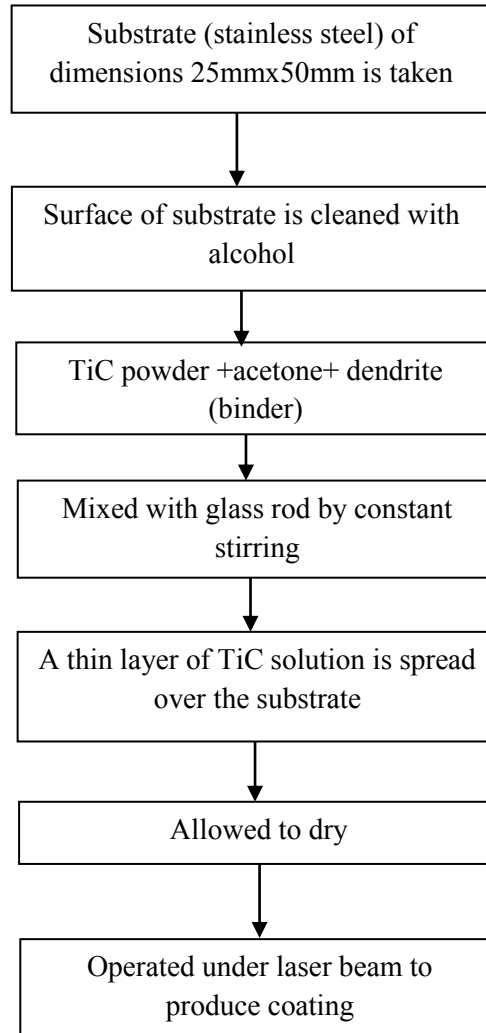 Substrate (stainless steel) of
dimensions 25mmx50mm is taken
Surface of substrate is cleaned with
alcohol
TiC powder +acetone+ dendrite
(binder)
Mixed with glass rod by constant
stirring
A thin layer of TiC solution is spread
over the substrate
Allowed to dry
Operated under laser beam to
produce coating